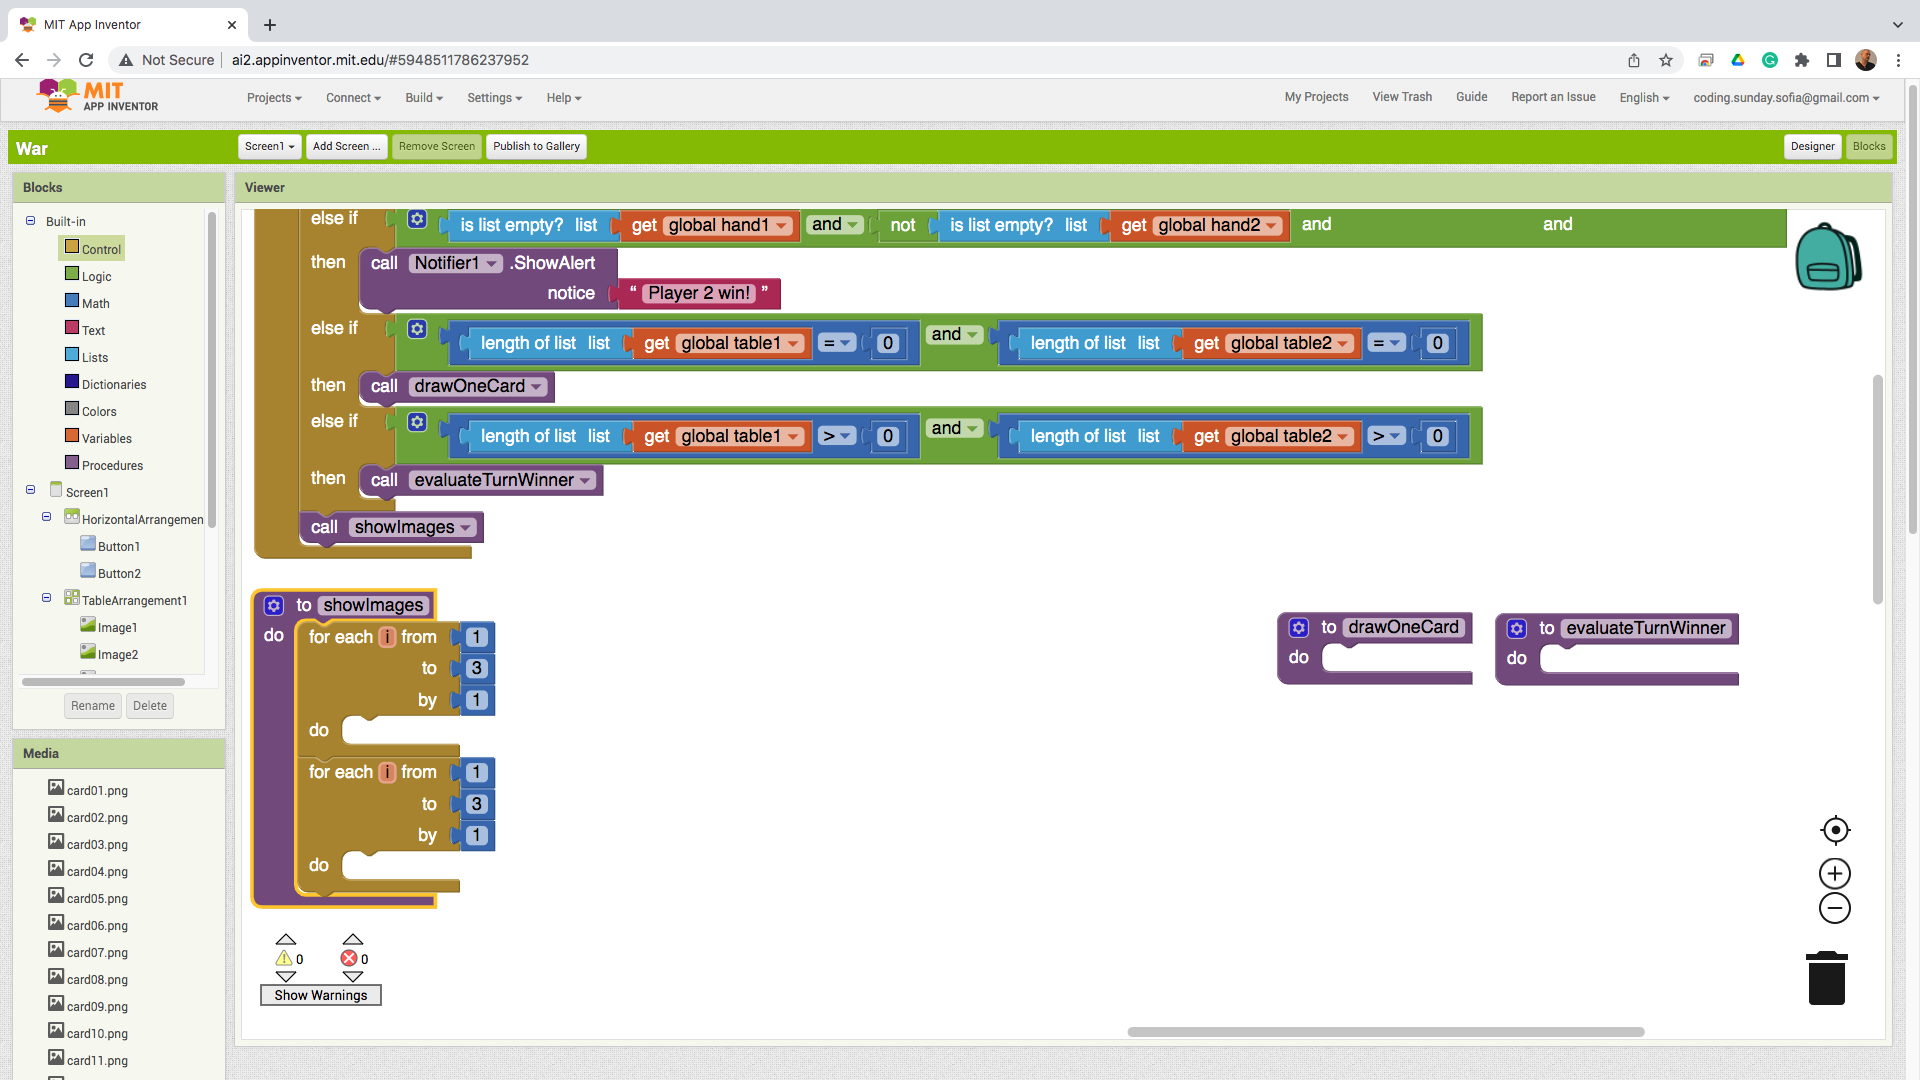 MIT App Inventor
Not Secure
ai2.appinventor.mit.edu/#5948511786237952
MIT
APP INVENTOR
Projects Connect Build Settings Help
My Projects View Trash Guide Report an Issue English coding.sunday.sofia@gmail.com
War
Screen1 Add Screen ... Remove Screen Publish to Gallery
Designer Blocks
Blocks
Viewer
Built-in
Control
Logic
Math
Text
Lists
Dictionaries
Colors
Variables
Procedures
Screen1
HorizontalArrangemen
Button1
Button2
TableArrangement1
Image1
Image2
Rename Delete
Media
card01.png
card02.png
card03.png
card04.png
card05.png
card06.png
card07.png
card08.png
card09.png
card10.png
card11.png
else if is list empty? list get global hand1 and not is list empty? list get global hand2 and and
then call Notifier1 .ShowAlert
notice “ Player 2 win! ”
else if length of list list get global table1 = 0 and length of list list get global table2 = 0
then call drawOneCard
else if length of list list get global table1 > 0 and length of list list get global table2 > 0
then call evaluateTurnWinner
call showImages
to showImages
do for each i from 1
to 3
by 1
do
for each i from 1
to 3
by 1
do
to drawOneCard
do
to evaluateTurnWinner
do
0 0
Show Warnings